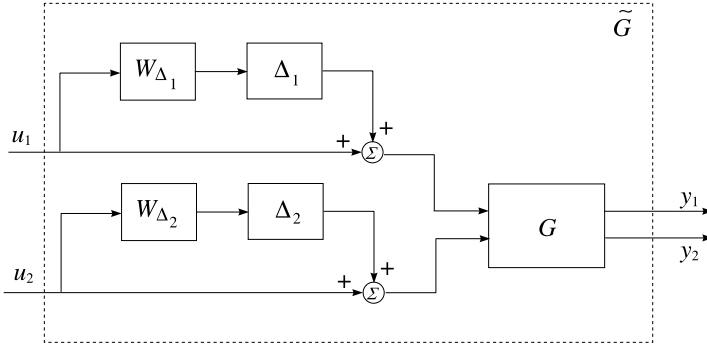 G̃
W_Δ₁ Δ₁
+
u₁ + Σ
W_Δ₂ Δ₂ G y₁
y₂
+
u₂ + Σ